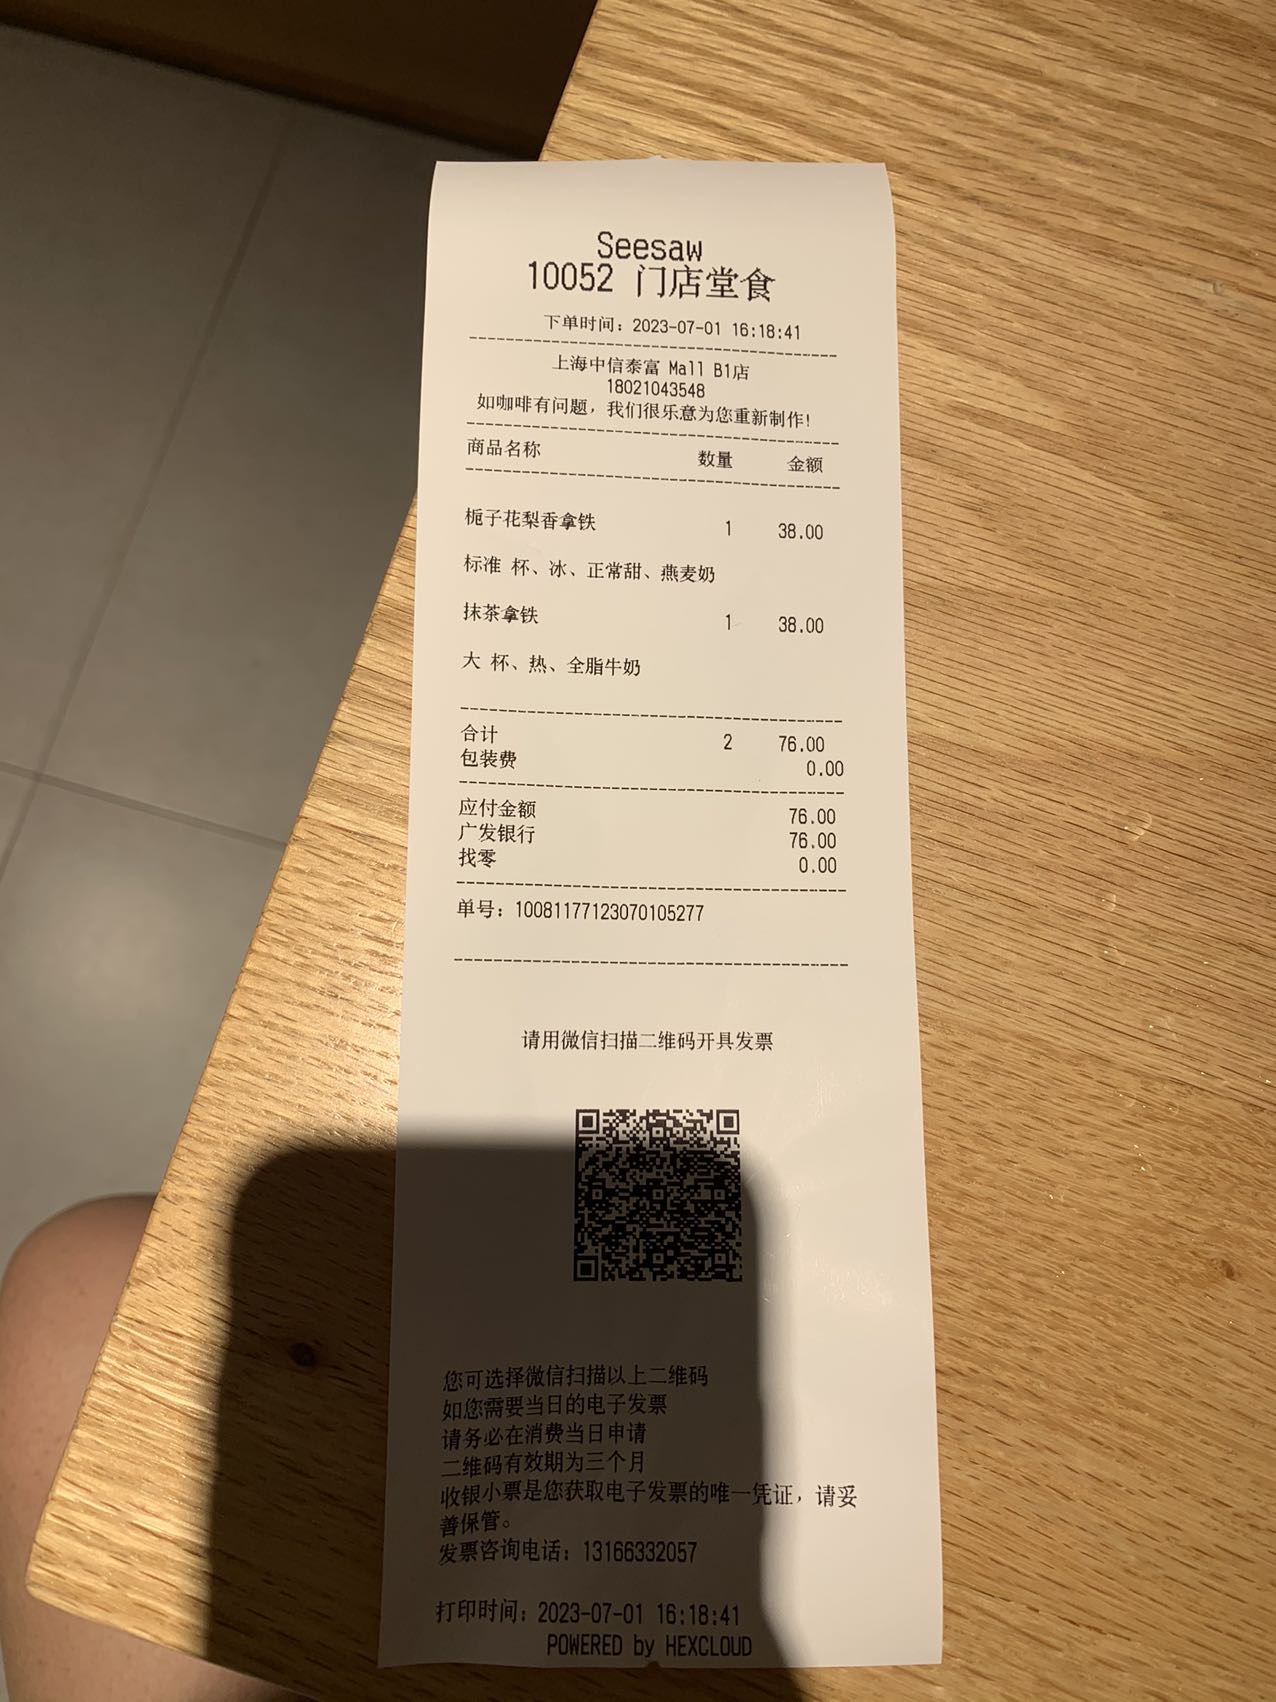 Seesaw
10052 门店堂食
下单时间：2023-07-01 16:18:41
上海中信泰富 Mall B1店
18021043548
如咖啡有问题，我们很乐意为您重新制作！
商品名称 数量 金额
栀子花梨香拿铁 1 38.00
标准 杯、冰、正常甜、燕麦奶
抹茶拿铁 1 38.00
大 杯、热、全脂牛奶
合计 2 76.00
包装费 0.00
应付金额 76.00
广发银行 76.00
找零 0.00
单号：10081177123070105277
请用微信扫描二维码开具发票
您可选择微信扫描以上二维码
如您需要当日的电子发票
请务必在消费当日申请
二维码有效期为三个月
收银小票是您获取电子发票的唯一凭证，请妥
善保管。
发票咨询电话：13166332057
打印时间：2023-07-01 16:18:41
POWERED by HEXCLOUD